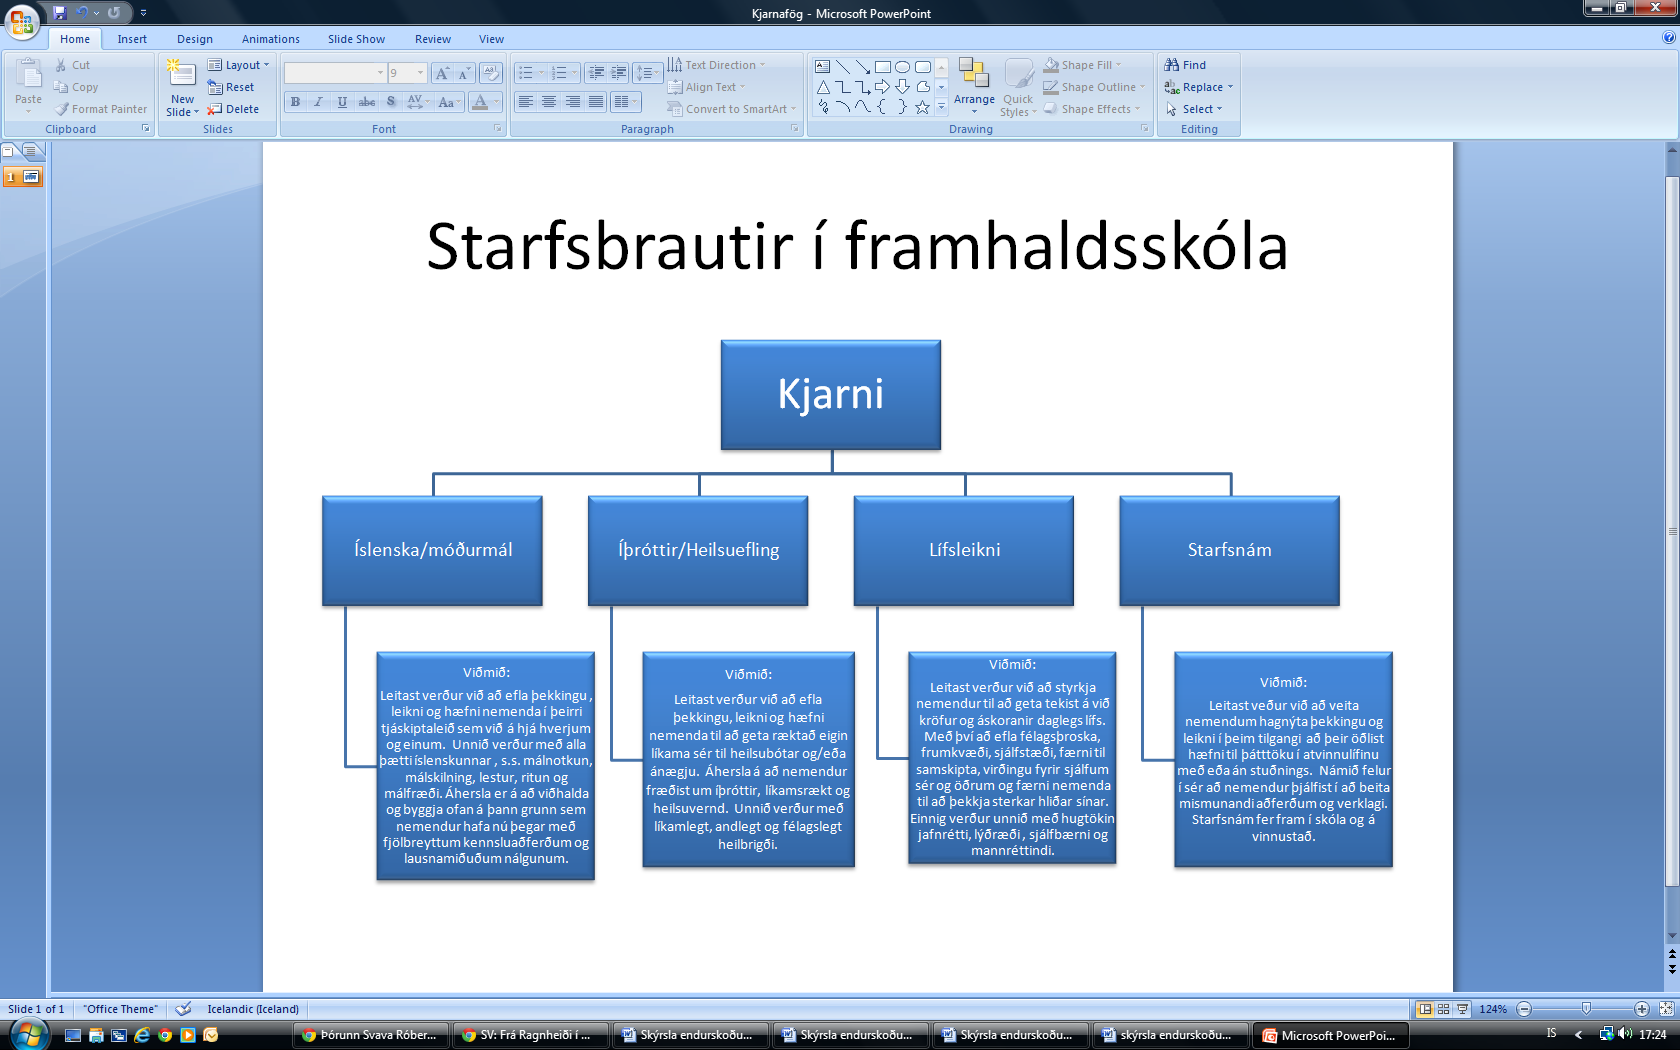 Kjarnafög - Microsoft PowerPoint
Home Insert Design Animations Slide Show Review View
Paste
Cut
Copy
Format Painter
Clipboard
New
Slide
Layout
Reset
Delete
Slides
9
Font
Text Direction
Align Text
Convert to SmartArt
Paragraph
Arrange
Quick
Styles
Shape Fill
Shape Outline
Shape Effects
Drawing
Find
Replace
Select
Editing
1
Starfsbrautir í framhaldsskóla
Kjarni
Íslenska/móðurmál
Íþróttir/Heilsuefling
Lífsleikni
Starfsnám
Viðmið:
Leitast verður við að efla þekkingu ,
leikni og hæfni nemenda í þeirri
tjáskiptaleið sem við á hjá hverjum
og einum. Unnið verður með alla
þætti íslenskunnar , s.s. málnotkun,
málskilning, lestur, ritun og
málfræði. Áhersla er á að viðhalda
og byggja ofan á þann grunn sem
nemendur hafa nú þegar með
fjölbreyttum kennsluaðferðum og
lausnamiðuðum nálgunum.
Viðmið:
Leitast verður við að efla
þekkingu, leikni og hæfni
nemenda til að geta ræktað eigin
líkama sér til heilsubótar og/eða
ánægju. Áhersla á að nemendur
fræðist um íþróttir, líkamsrækt og
heilsuvernd. Unnið verður með
líkamlegt, andlegt og félagslegt
heilbrigði.
Viðmið:
Leitast verður við að styrkja
nemendur til að geta tekist á við
kröfur og áskoranir daglegs lífs.
Með því að efla félagsþroska,
frumkvæði, sjálfstæði, færni til
samskipta, virðingu fyrir sjálfum
sér og öðrum og færni nemenda
til að þekkja sterkar hliðar sínar.
Einnig verður unnið með hugtökin
jafnrétti, lýðræði , sjálfbærni og
mannréttindi.
Viðmið:
Leitast veður við að veita
nemendum hagnýta þekkingu og
leikni í þeim tilgangi að þeir öðlist
hæfni til þátttöku í atvinnulífinu
með eða án stuðnings. Námið felur
í sér að nemendur þjálfist í að beita
mismunandi aðferðum og verklagi.
Starfsnám fer fram í skóla og á
vinnustað.
Slide 1 of 1 "Office Theme" Icelandic (Iceland) 124%
Þórunn Svava Róber... SV: Frá Ragnheiði í ... Skýrsla endurskoðu... Skýrsla endurskoðu... Skýrsla endurskoðu... skýrsla endurskoðu... Microsoft PowerPoi... IS 17:24